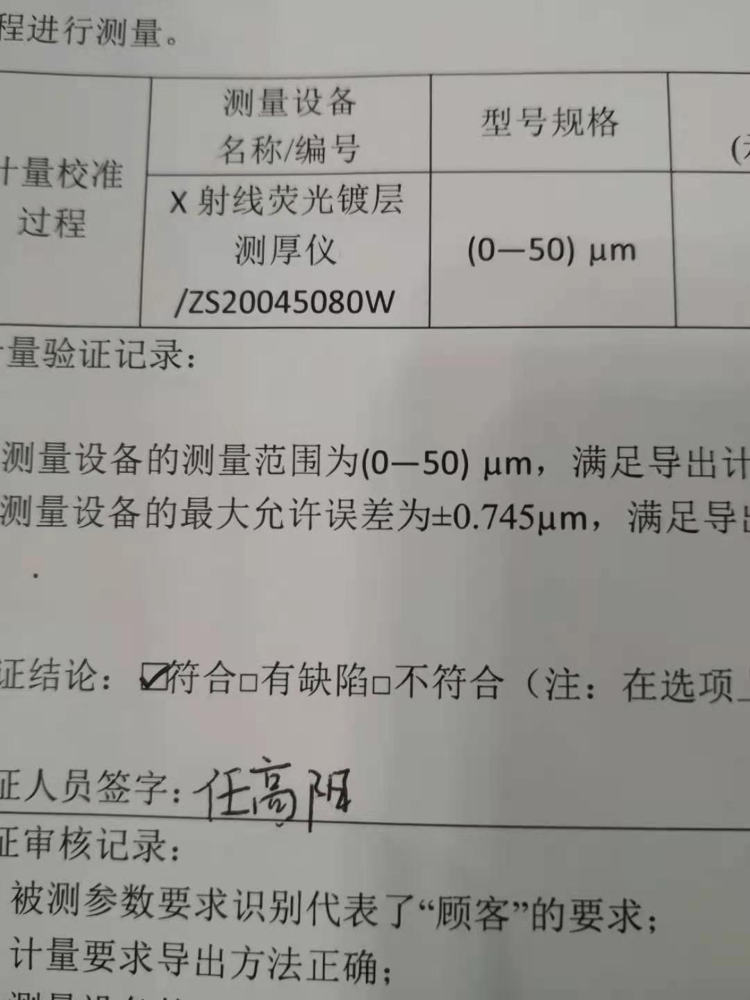 程进行测量。
计量校准
过程
测量设备
名称/编号
型号规格
X 射线荧光镀层
测厚仪
/ZS20045080W
(0—50) μm
量验证记录：
测量设备的测量范围为(0—50) μm，满足导出计
测量设备的最大允许误差为±0.745μm，满足导出
证结论：☑符合□有缺陷□不符合（注：在选项
证人员签字：任高阳
证审核记录：
被测参数要求识别代表了“顾客”的要求；
计量要求导出方法正确；